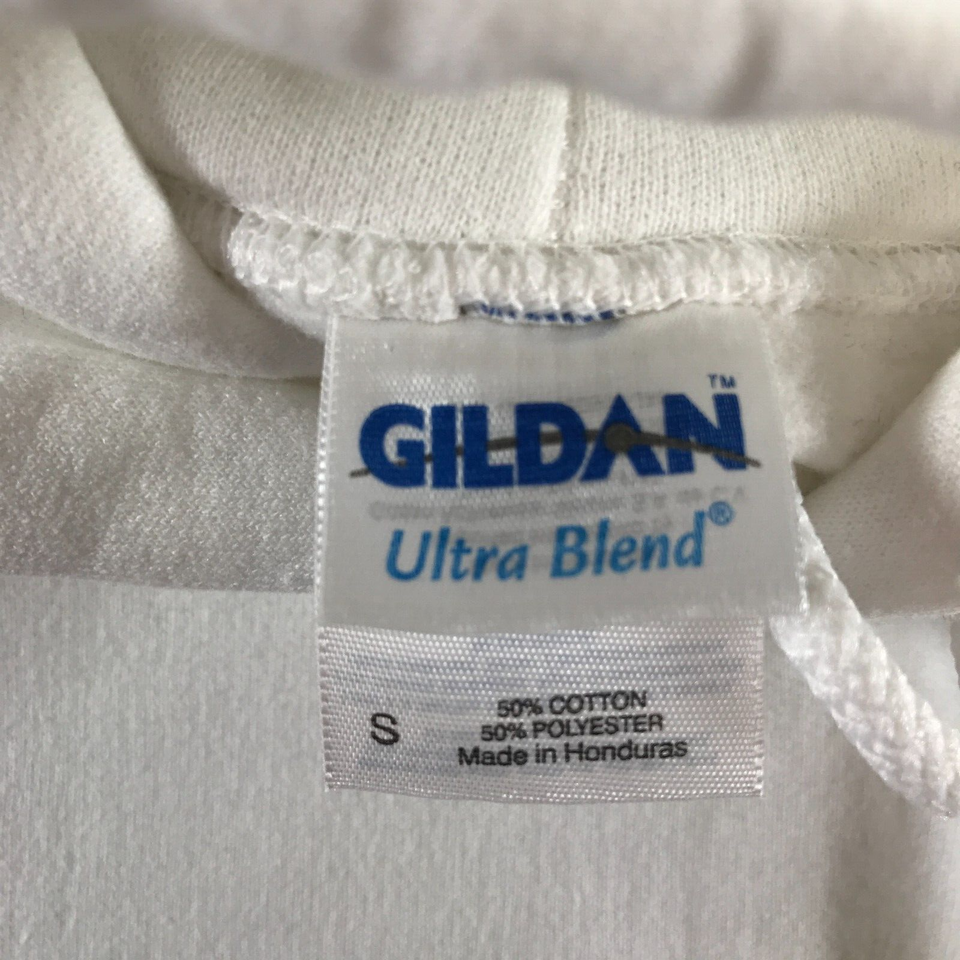 GILDAN™
Ultra Blend®
S
50% COTTON
50% POLYESTER
Made in Honduras